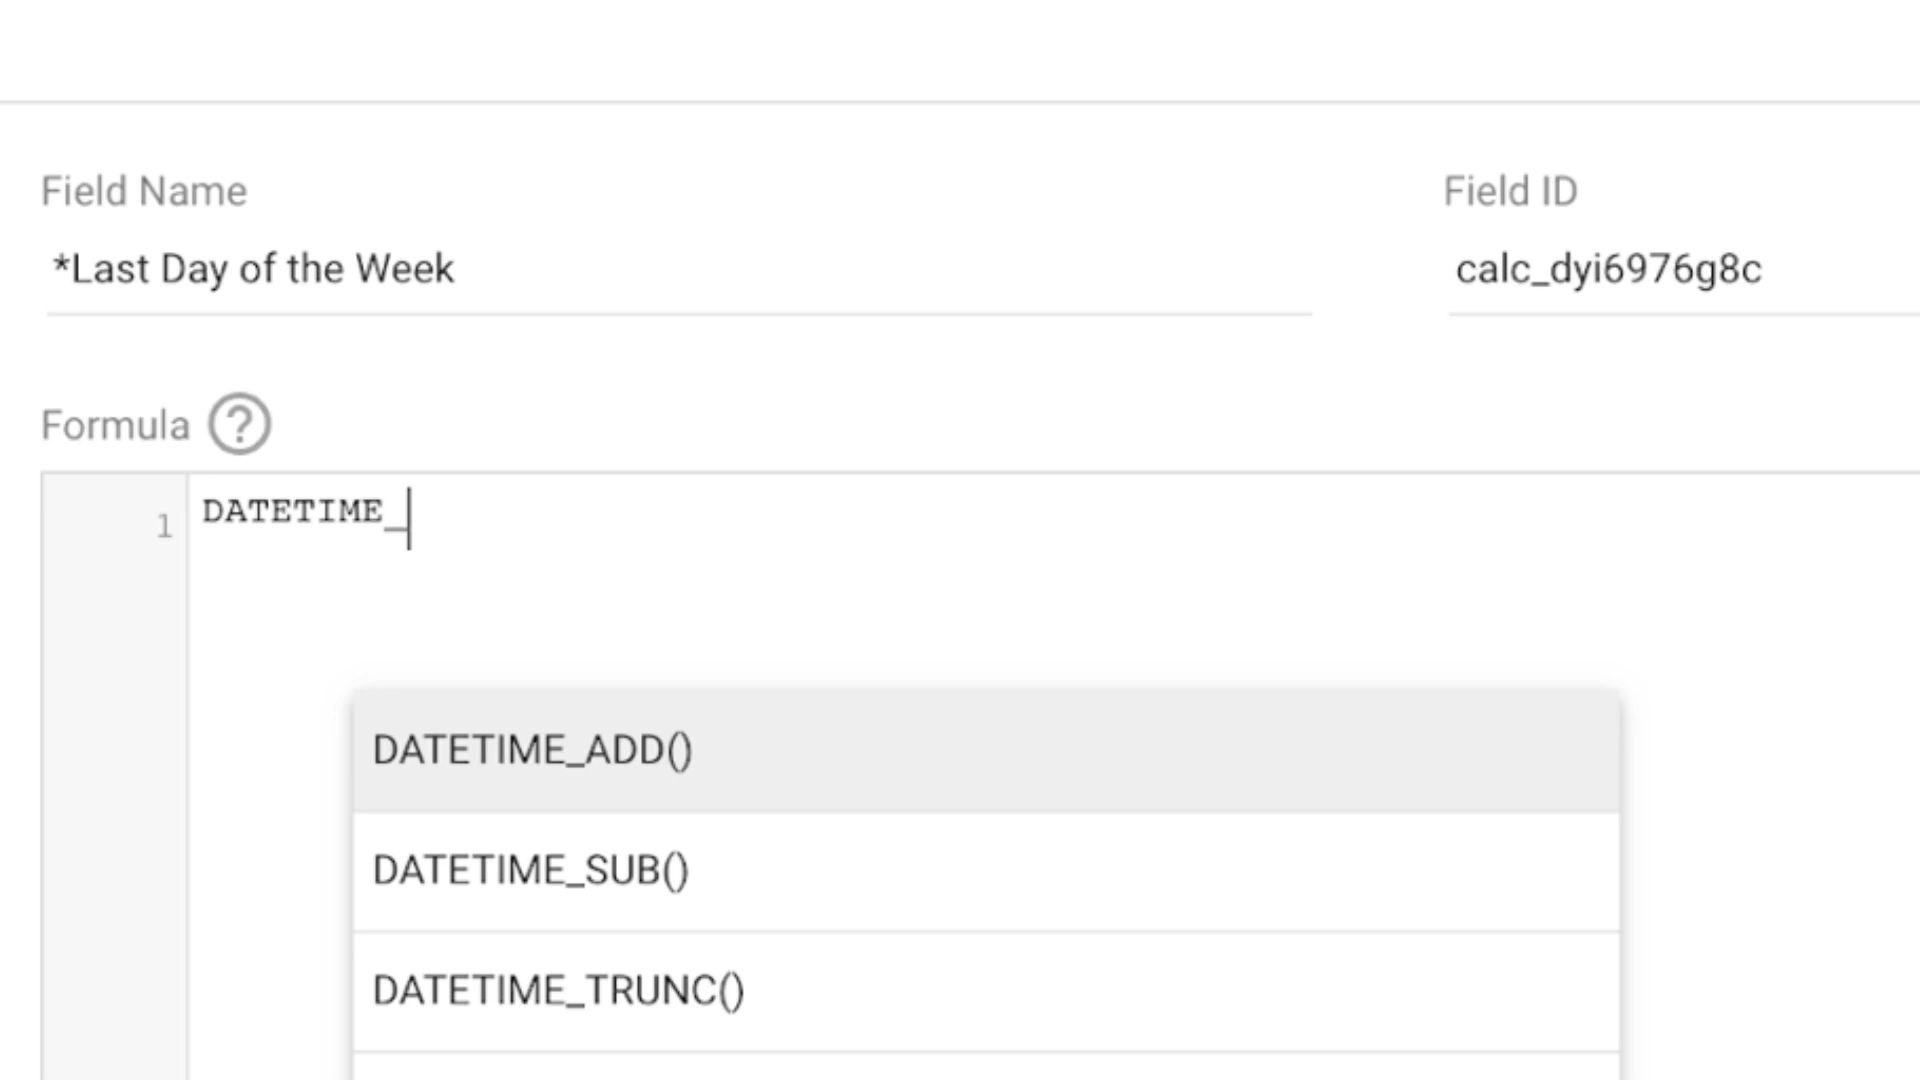 Field Name
Field ID
*Last Day of the Week
calc_dyi6976g8c
Formula ?
1 DATETIME_
DATETIME_ADD()
DATETIME_SUB()
DATETIME_TRUNC()